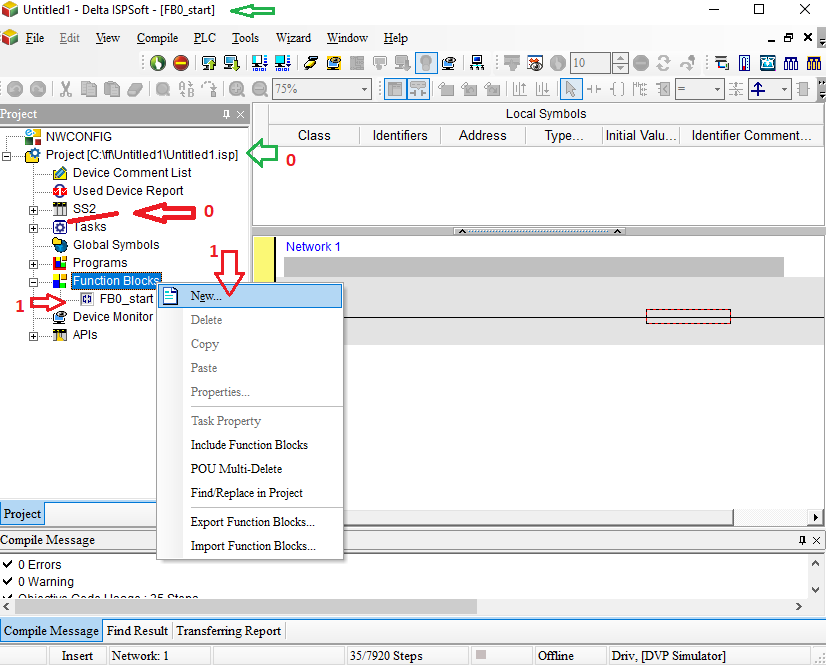 Untitled1 - Delta ISPSoft - [FB0_start]
File Edit View Compile PLC Tools Wizard Window Help
10
75%
=
Project
NWCONFIG
Project [C:\ff\Untitled1\Untitled1.isp]
0
Device Comment List
Used Device Report
SS2
0
Tasks
Global Symbols
Programs
1
Function Blocks
1
FB0_start
Device Monitor
APIs
New...
Delete
Copy
Paste
Properties...
Task Property
Include Function Blocks
POU Multi-Delete
Find/Replace in Project
Export Function Blocks...
Import Function Blocks...
Local Symbols
Class Identifiers Address Type... Initial Valu... Identifier Comment...
Network 1
Project
Compile Message
0 Errors
0 Warning
Objective Code Usage : 35 Steps
Compile Message Find Result Transferring Report
Insert Network: 1 35/7920 Steps Offline Driv, [DVP Simulator]